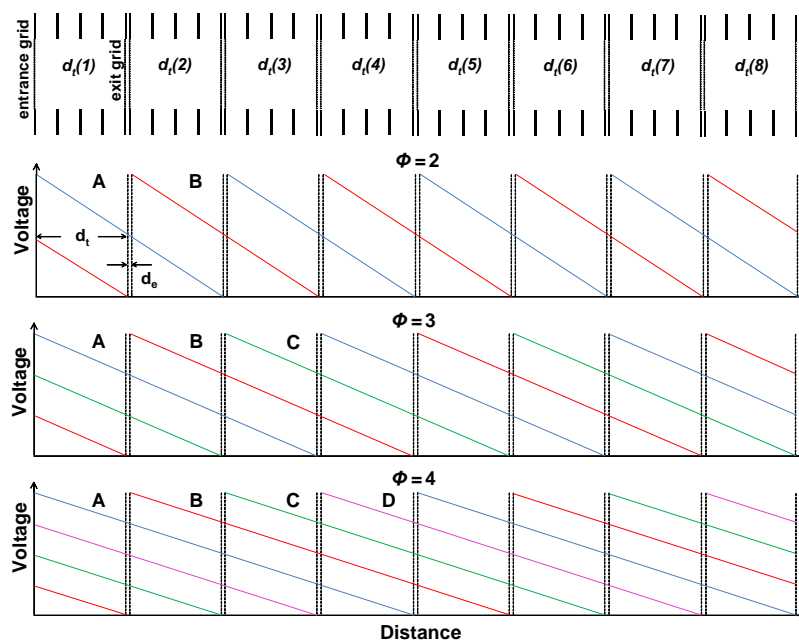 entrance grid
exit grid
dt(1)
dt(2)
dt(3)
dt(4)
dt(5)
dt(6)
dt(7)
dt(8)
Φ = 2
Voltage
A
B
dt
de
Φ = 3
Voltage
A
B
C
Φ = 4
Voltage
A
B
C
D
Distance